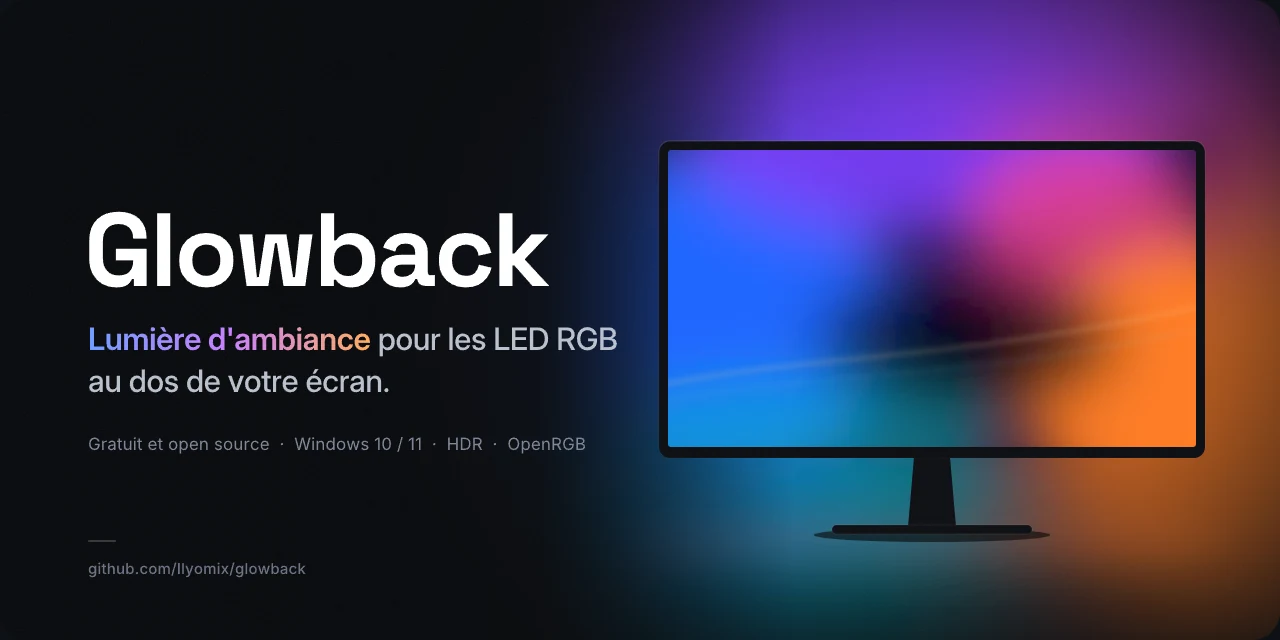 Glowback
Lumière d'ambiance pour les LED RGB
au dos de votre écran.
Gratuit et open source · Windows 10 / 11 · HDR · OpenRGB
github.com/llyomix/glowback